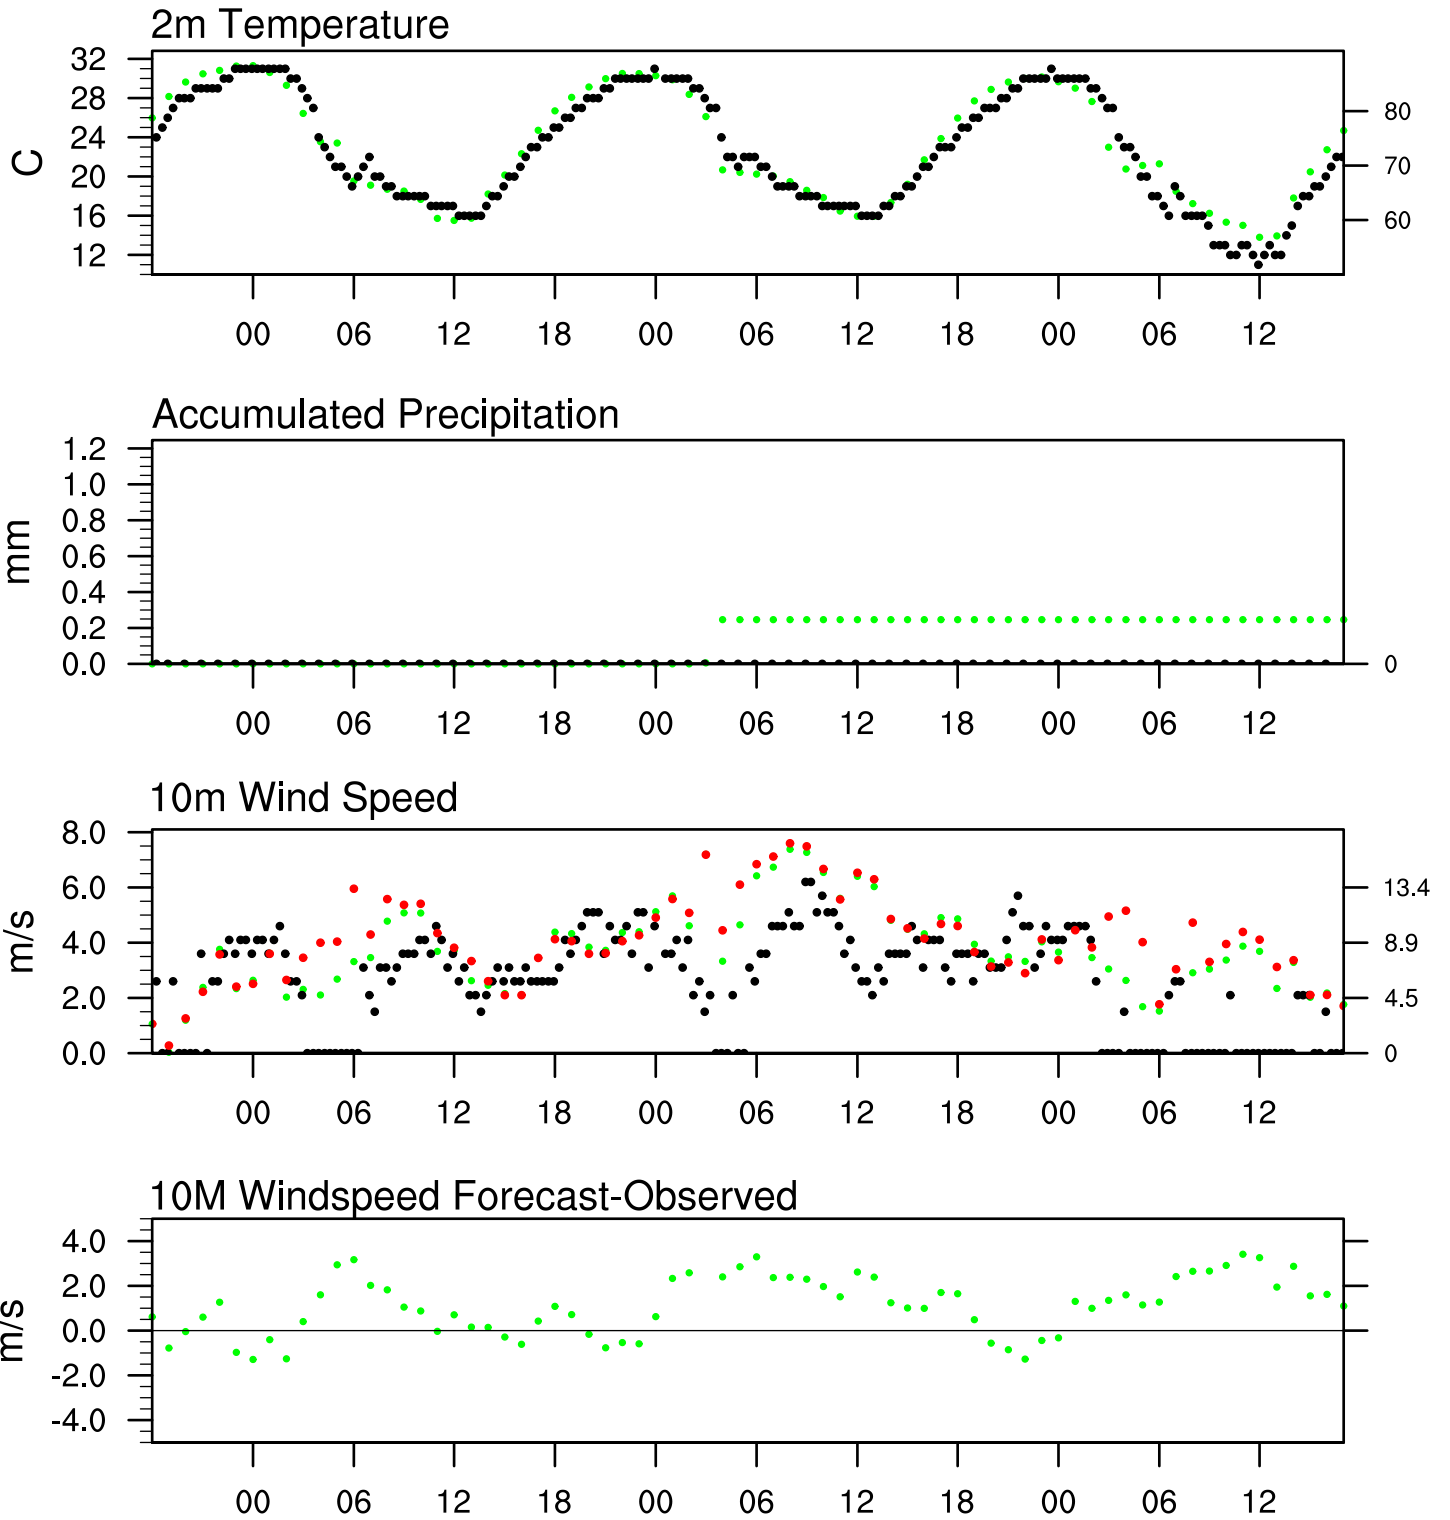 2m Temperature
32
28
24
20
16
12
C
80
70
60
00 06 12 18 00 06 12 18 00 06 12
Accumulated Precipitation
1.2
1.0
0.8
0.6
0.4
0.2
0.0
mm
0
00 06 12 18 00 06 12 18 00 06 12
10m Wind Speed
8.0
6.0
4.0
2.0
0.0
m/s
13.4
8.9
4.5
0
00 06 12 18 00 06 12 18 00 06 12
10M Windspeed Forecast-Observed
4.0
2.0
0.0
-2.0
-4.0
m/s
00 06 12 18 00 06 12 18 00 06 12